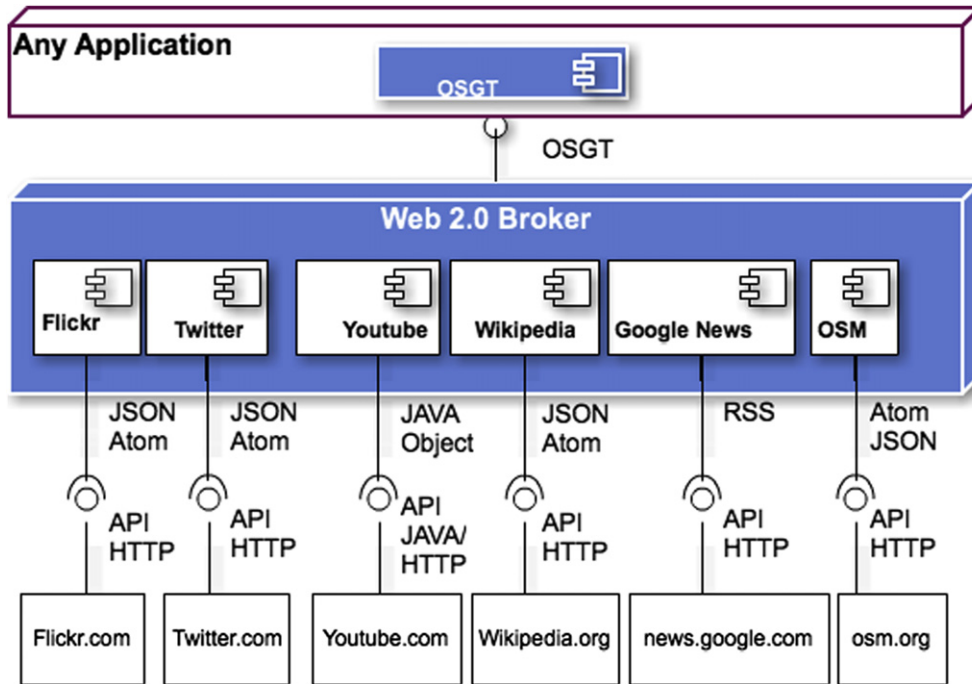 Any Application
OSGT
OSGT
Web 2.0 Broker
Flickr
Twitter
Youtube
Wikipedia
Google News
OSM
JSON
Atom
JSON
Atom
JAVA
Object
JSON
Atom
RSS
Atom
JSON
API
HTTP
API
HTTP
API
JAVA/
HTTP
API
HTTP
API
HTTP
API
HTTP
Flickr.com
Twitter.com
Youtube.com
Wikipedia.org
news.google.com
osm.org